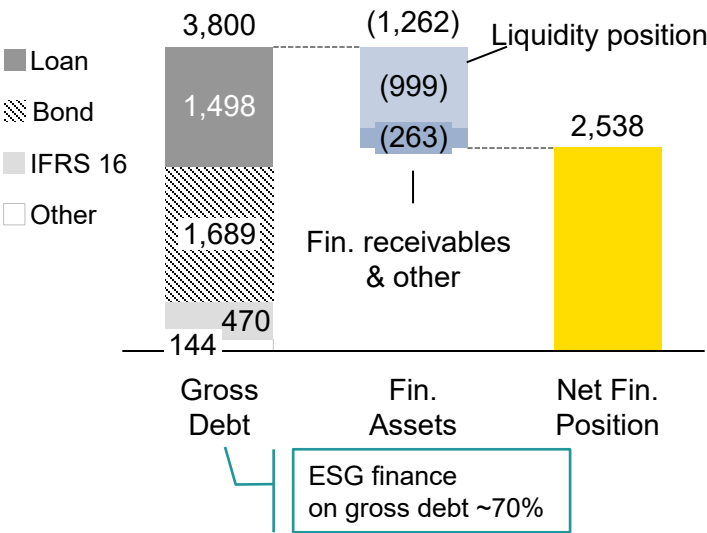 3,800
(1,262)
Liquidity position
Loan
Bond
IFRS 16
Other
1,498
1,689
470
144
(999)
(263)
2,538
Fin. receivables
& other
Gross
Debt
Fin.
Assets
Net Fin.
Position
ESG finance
on gross debt ~70%